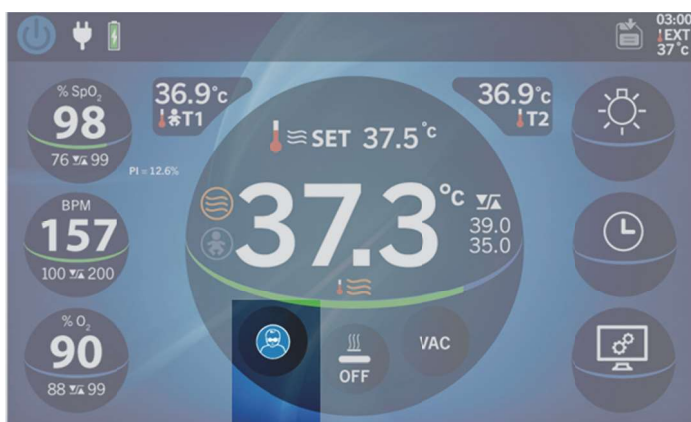 03:00
EXT
37°c
% SpO₂
98
76 99
PI = 12.6%
36.9°c
T1
36.9°c
T2
SET 37.5°c
37.3°c
39.0
35.0
BPM
157
100 200
% O₂
90
88 99
OFF
VAC